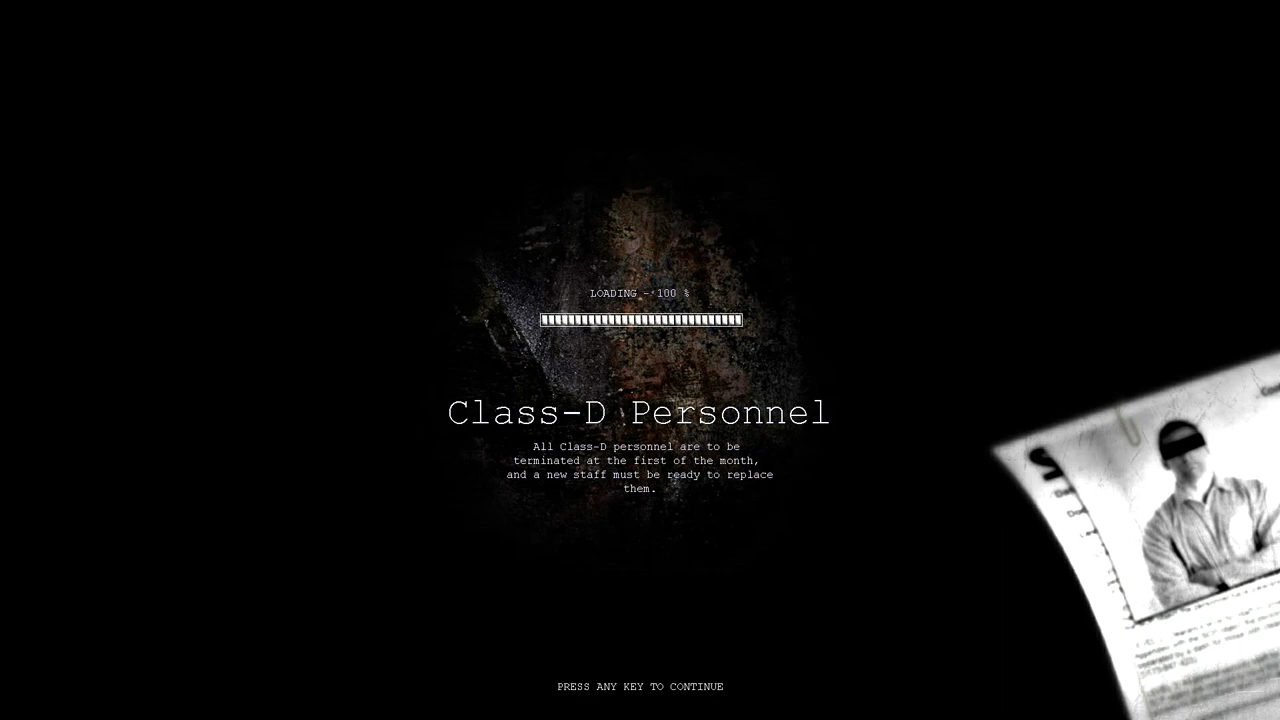 LOADING - 100 %
Class-D Personnel
All Class-D personnel are to be
terminated at the first of the month,
and a new staff must be ready to replace
them.
PRESS ANY KEY TO CONTINUE